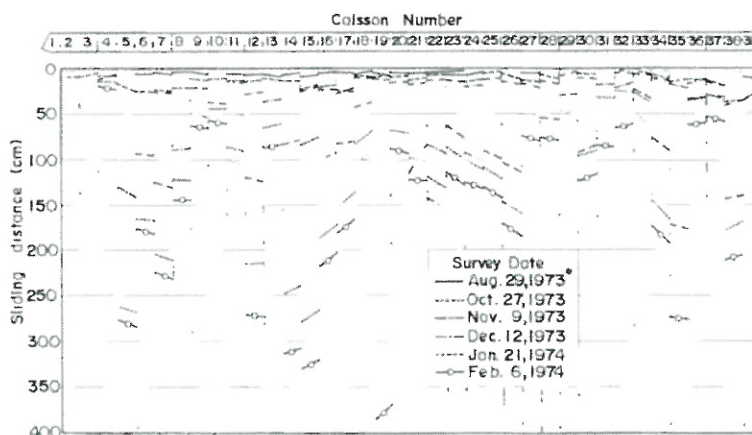 Caisson Number
1, 2 3 4 5, 6 7 8 9 10 11 12 13 14 15 16 17 18 19 20 21 22 23 24 25 26 27 28 29 30 31 32 33 34 35 36 37 38
0
50
100
150
200
250
300
350
400
Sliding distance (cm)
Survey Date
Aug. 29, 1973*
Oct. 27, 1973
Nov. 9, 1973
Dec. 12, 1973
Jan. 21, 1974
Feb. 6, 1974